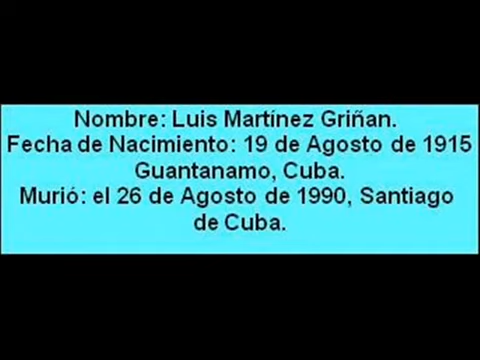 Nombre: Luis Martínez Griñan.
Fecha de Nacimiento: 19 de Agosto de 1915
Guantanamo, Cuba.
Murió: el 26 de Agosto de 1990, Santiago
de Cuba.